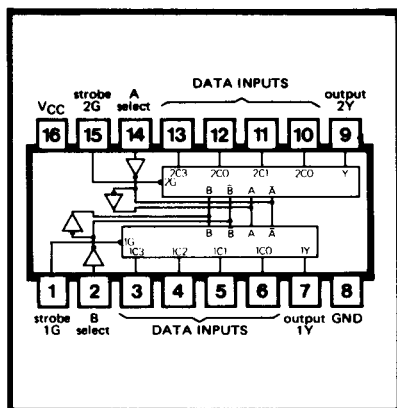 DATA INPUTS
strobe 2G
A select
output 2Y
VCC
16 15 14 13 12 11 10 9
2C3 2C0 2C1 2C0 Y
2G
B B̅ A A̅
B B̅ A A̅
1G
1C3 1C2 1C1 1C0 1Y
1 2 3 4 5 6 7 8
strobe 1G
B select
DATA INPUTS
output 1Y
GND